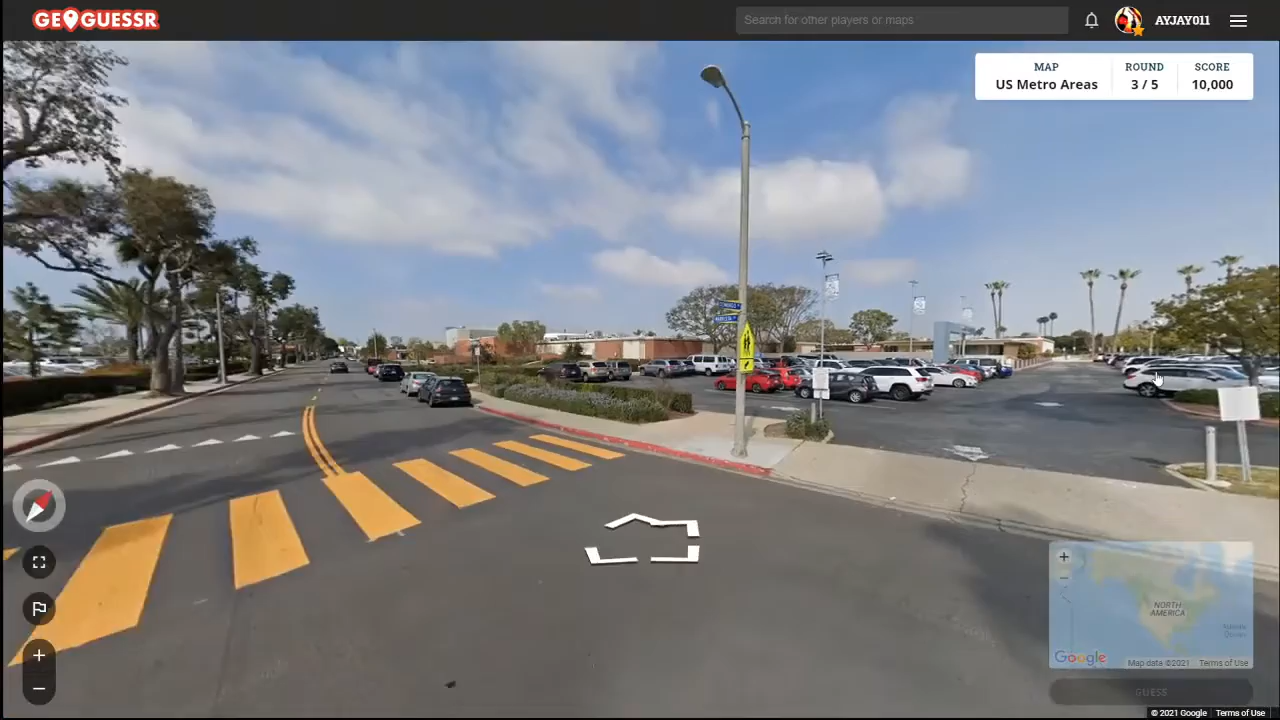 GEOGUESSR
Search for other players or maps
AYJAY011
MAP
US Metro Areas
ROUND
3 / 5
SCORE
10,000
+
−
NORTH
AMERICA
Google
Map data ©2021
Terms of Use
GUESS
+
−
© 2021 Google
Terms of Use